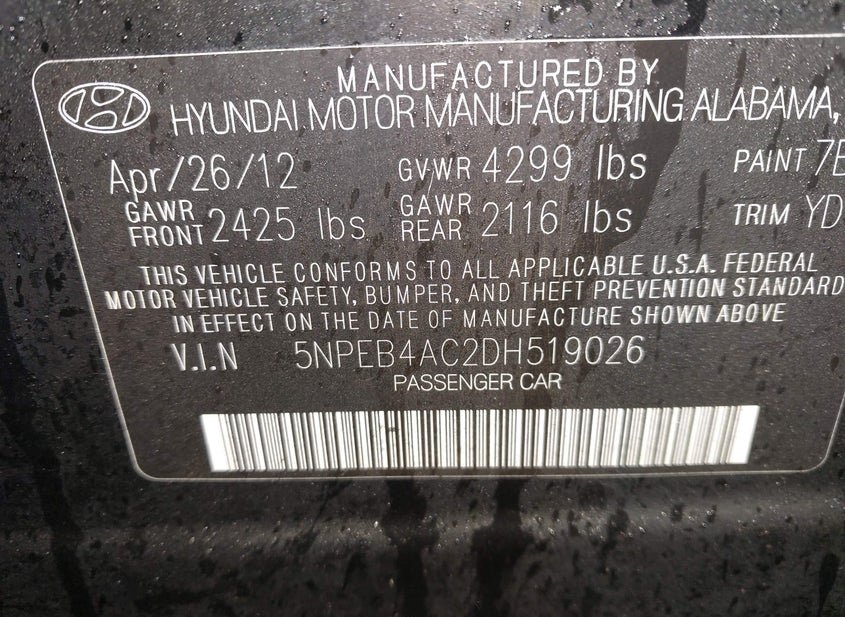 MANUFACTURED BY
HYUNDAI MOTOR MANUFACTURING ALABAMA,
Apr/26/12 GVWR 4299 lbs PAINT
GAWR FRONT 2425 lbs GAWR REAR 2116 lbs TRIM YD
THIS VEHICLE CONFORMS TO ALL APPLICABLE U.S.A. FEDERAL
MOTOR VEHICLE SAFETY, BUMPER, AND THEFT PREVENTION STANDARD
IN EFFECT ON THE DATE OF MANUFACTURE SHOWN ABOVE
V.I.N 5NPEB4AC2DH519026
PASSENGER CAR